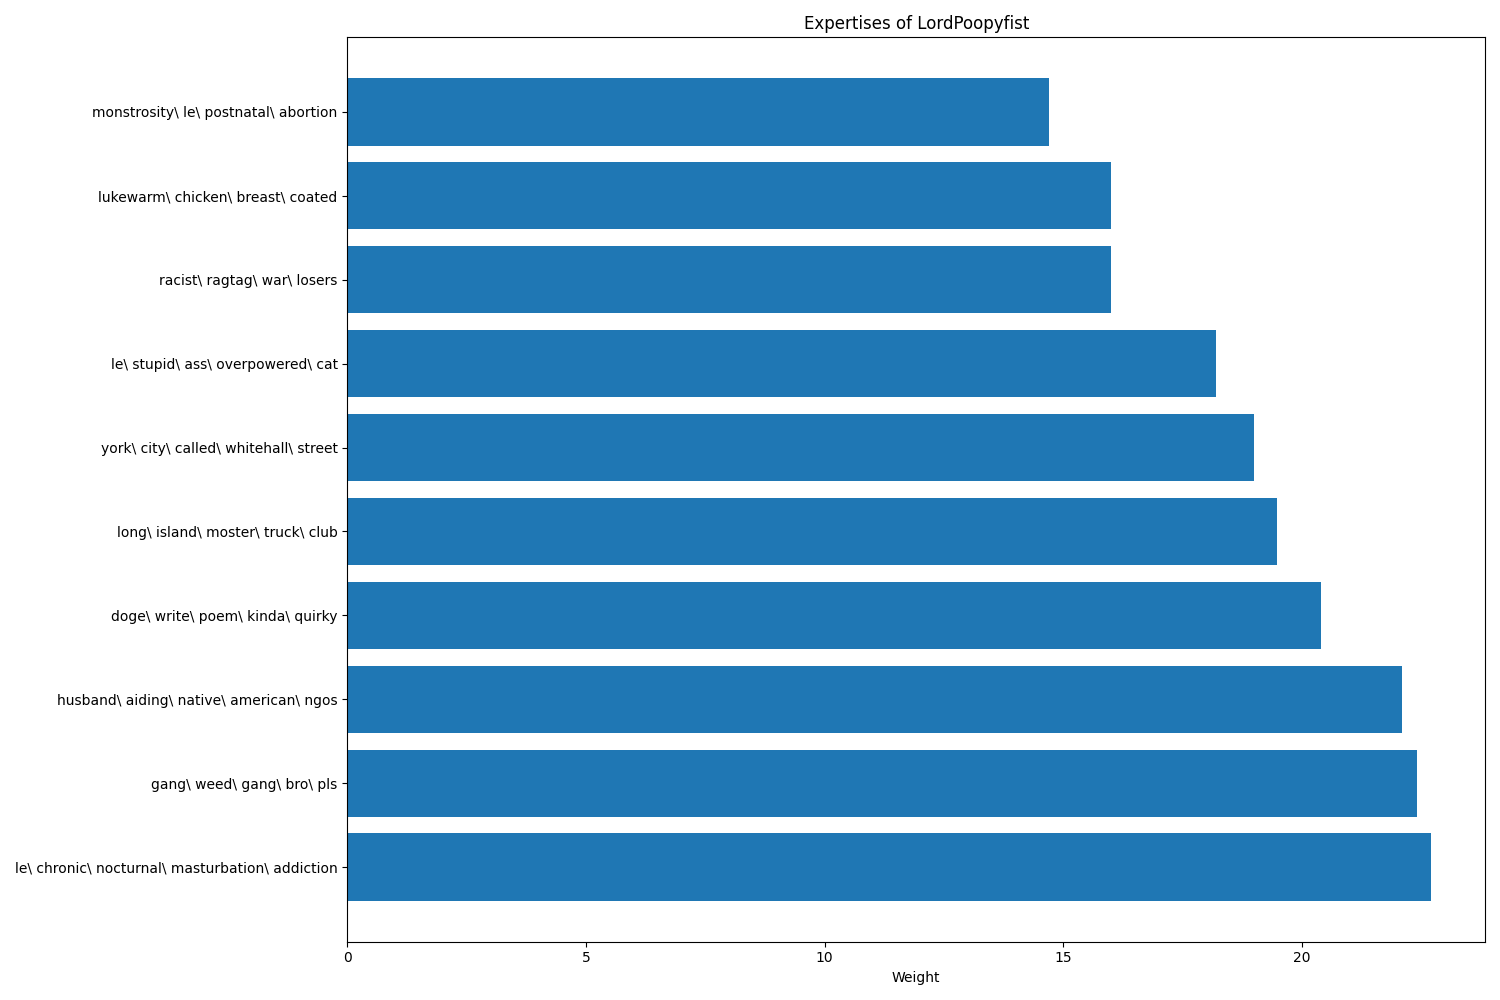 Expertises of LordPoopyfist
monstrosity\ le\ postnatal\ abortion
lukewarm\ chicken\ breast\ coated
racist\ ragtag\ war\ losers
le\ stupid\ ass\ overpowered\ cat
york\ city\ called\ whitehall\ street
long\ island\ moster\ truck\ club
doge\ write\ poem\ kinda\ quirky
husband\ aiding\ native\ american\ ngos
gang\ weed\ gang\ bro\ pls
le\ chronic\ nocturnal\ masturbation\ addiction
0 5 10 15 20
Weight